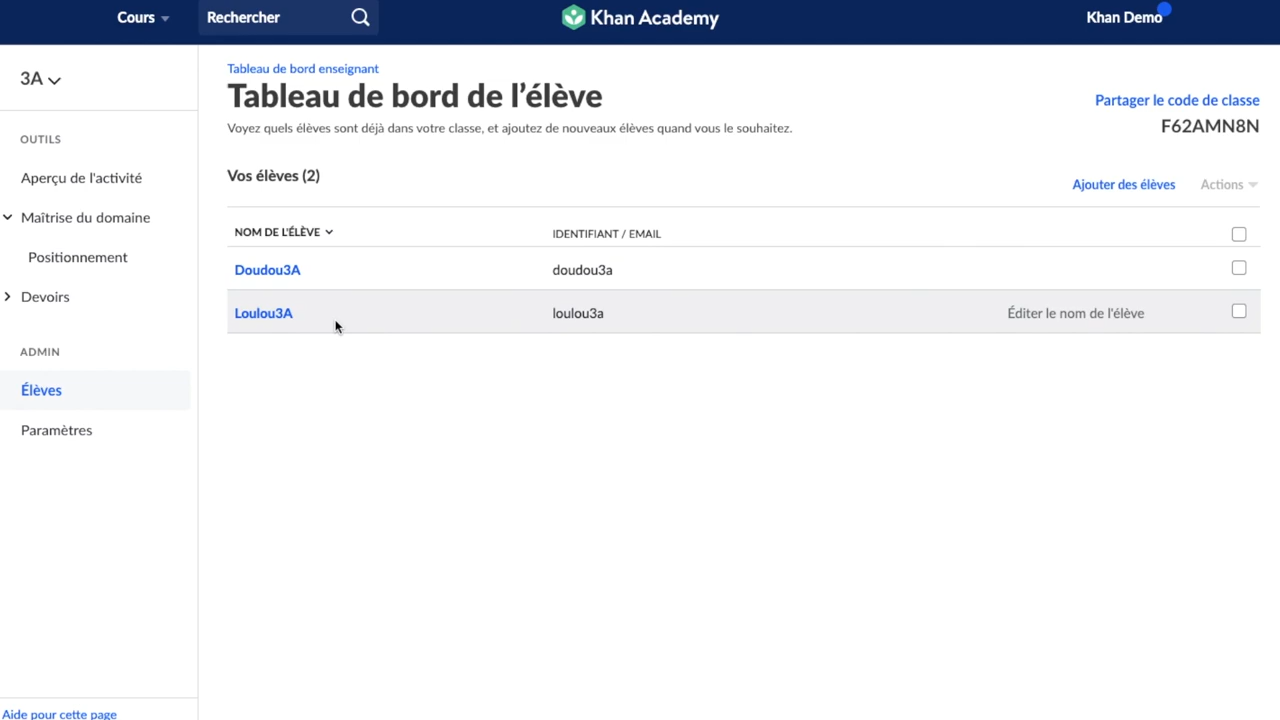 Cours
Rechercher
Khan Academy
Khan Demo
3A
OUTILS
Aperçu de l'activité
Maîtrise du domaine
Positionnement
Devoirs
ADMIN
Élèves
Paramètres
Aide pour cette page
Tableau de bord enseignant
Tableau de bord de l’élève
Voyez quels élèves sont déjà dans votre classe, et ajoutez de nouveaux élèves quand vous le souhaitez.
Partager le code de classe
F62AMN8N
Vos élèves (2)
Ajouter des élèves Actions
NOM DE L'ÉLÈVE IDENTIFIANT / EMAIL
Doudou3A doudou3a
Loulou3A loulou3a Éditer le nom de l'élève